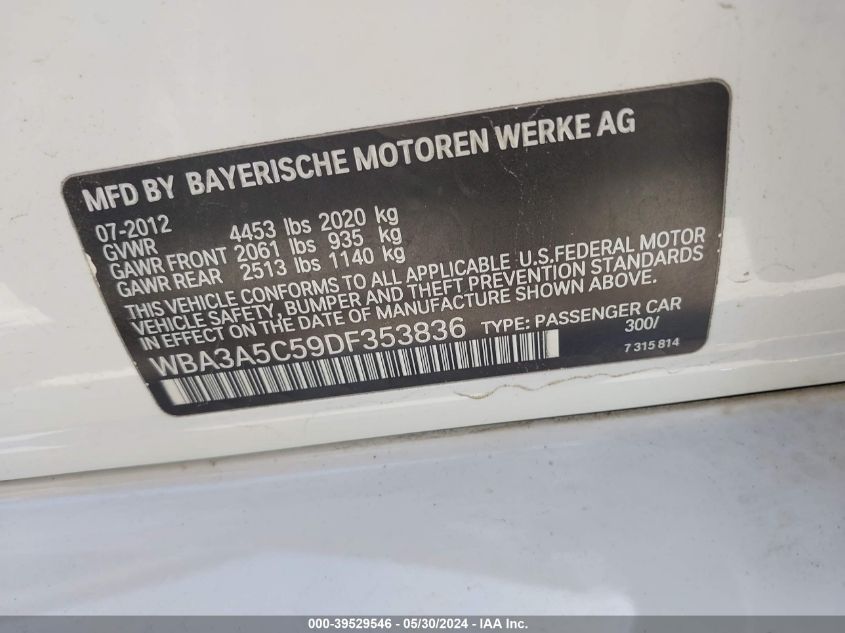 MFD BY BAYERISCHE MOTOREN WERKE AG
07-2012
GVWR 4453 lbs 2020 kg
GAWR FRONT 2061 lbs 935 kg
GAWR REAR 2513 lbs 1140 kg
THIS VEHICLE CONFORMS TO ALL APPLICABLE U.S.FEDERAL MOTOR
VEHICLE SAFETY, BUMPER AND THEFT PREVENTION STANDARDS
IN EFFECT ON THE DATE OF MANUFACTURE SHOWN ABOVE.
WBA3A5C59DF353836 TYPE: PASSENGER CAR
300/
7 315 814
000-39529546 - 05/30/2024 - IAA Inc.